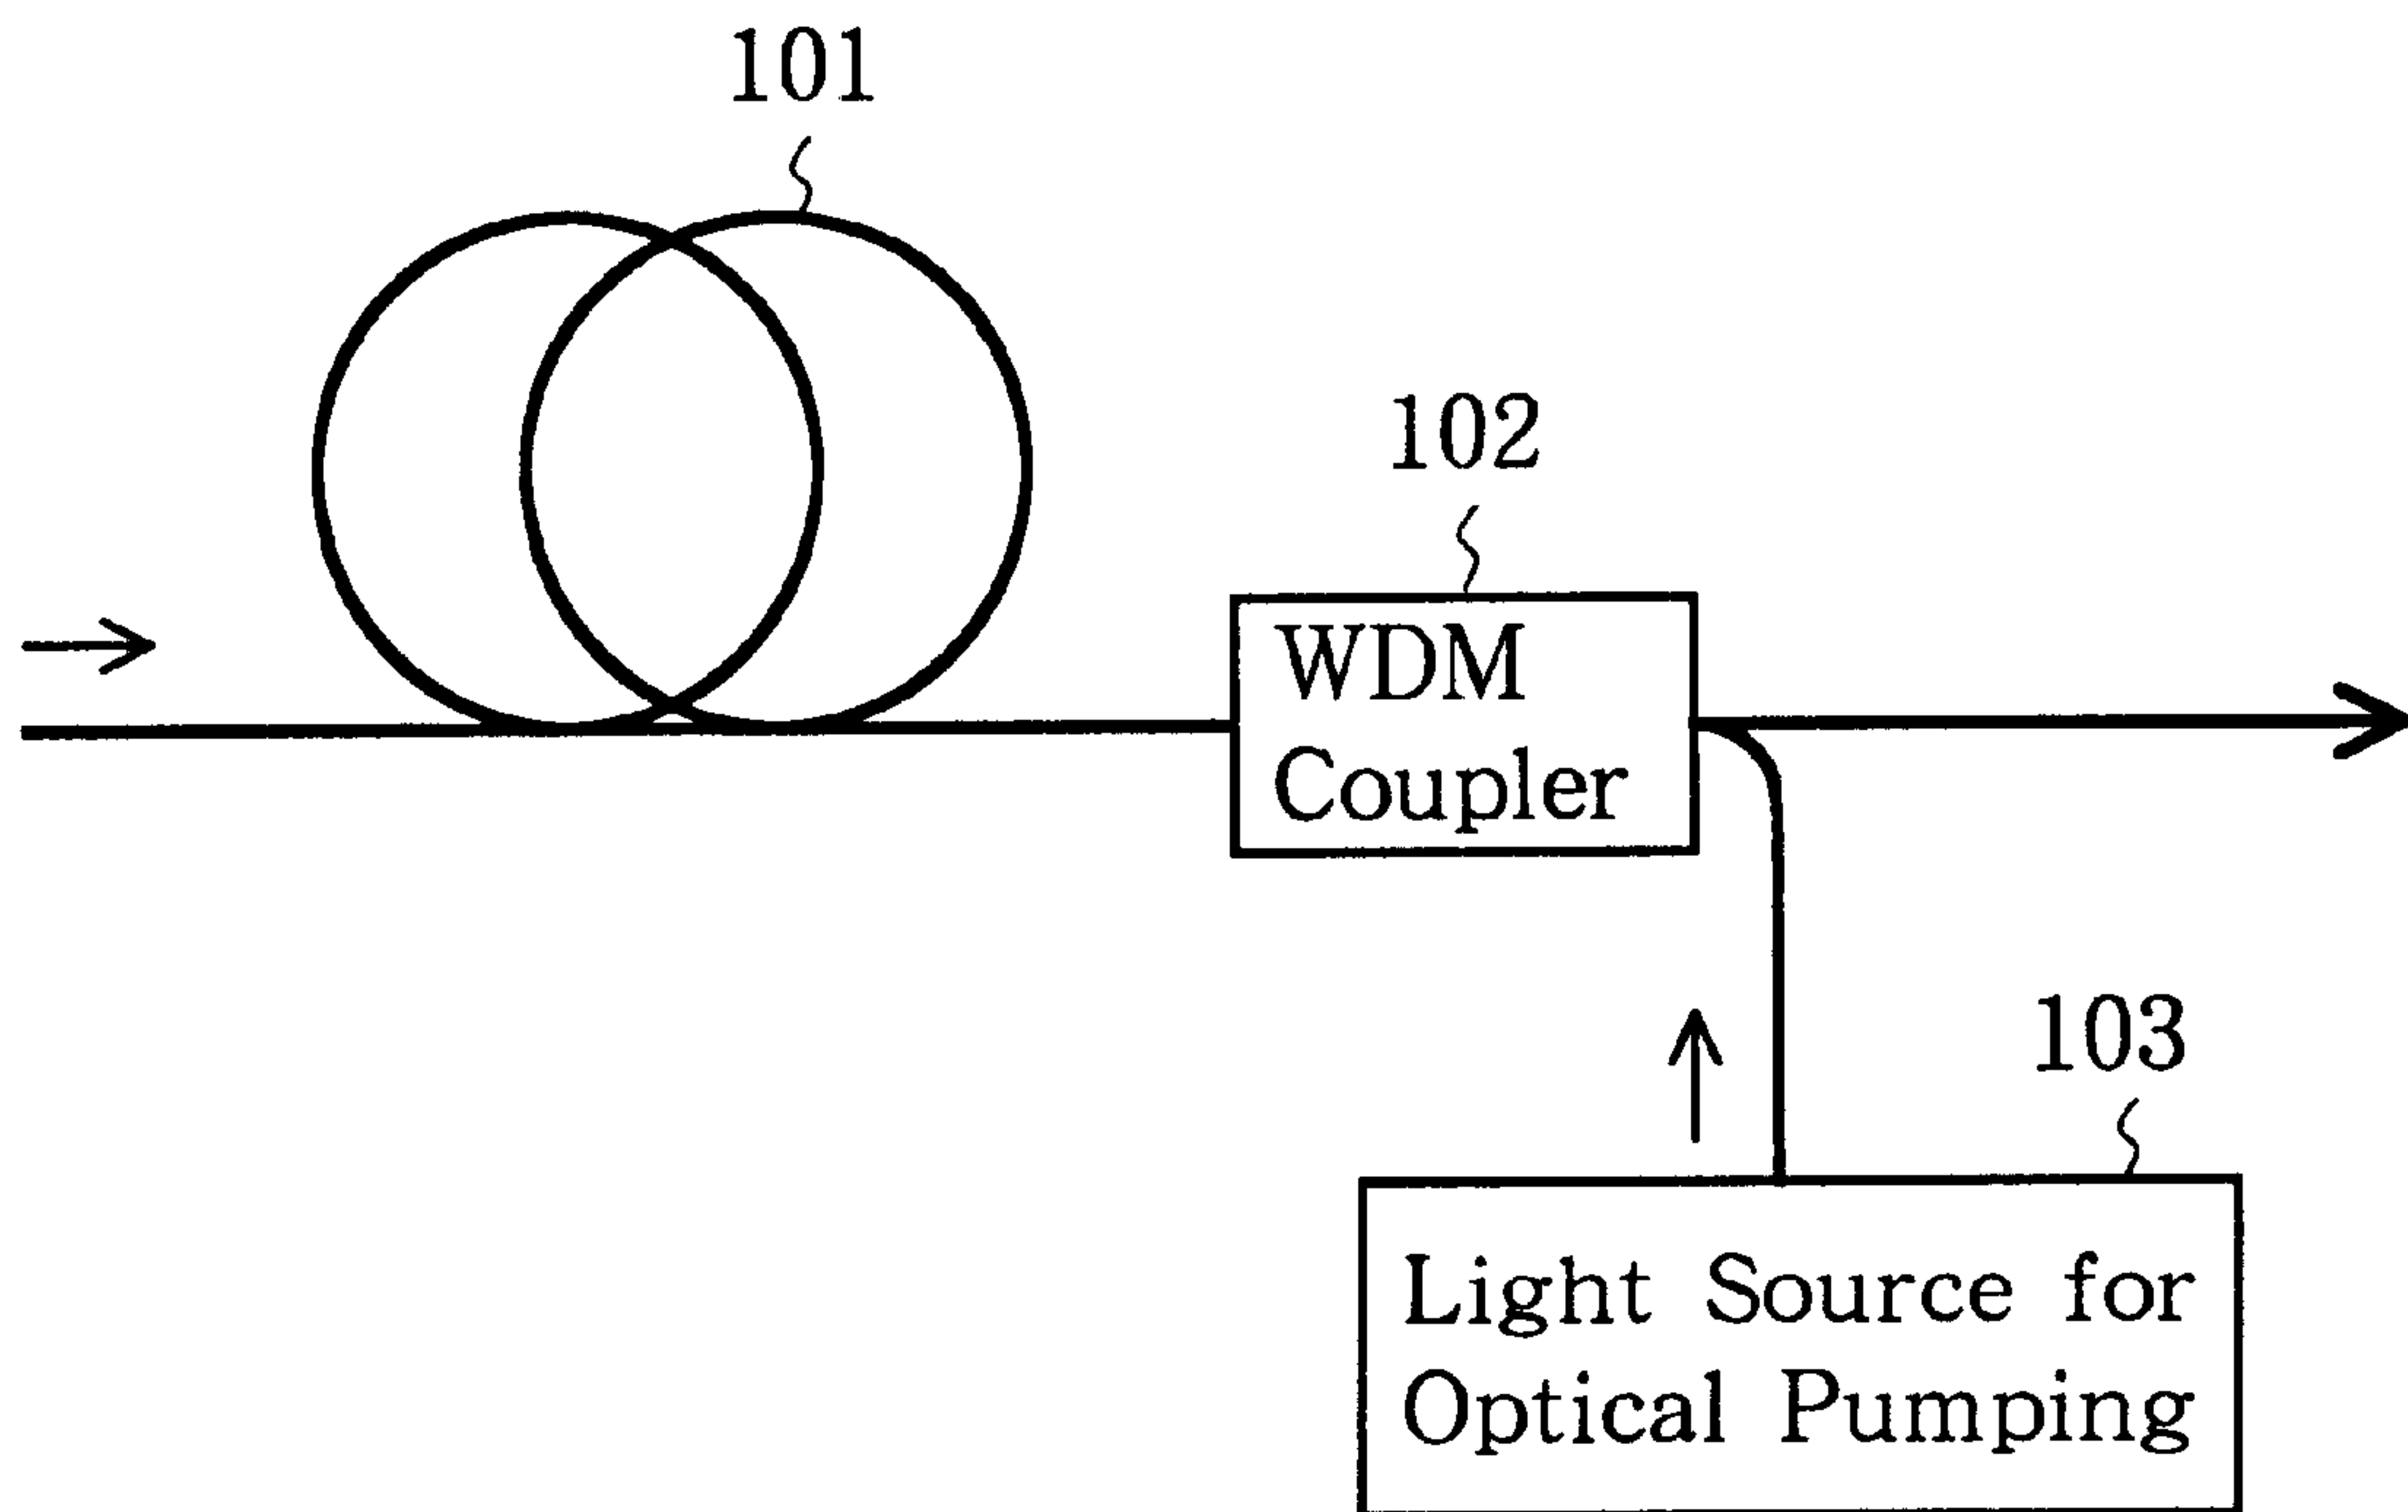 101
102
WDM
Coupler
103
Light Source for
Optical Pumping